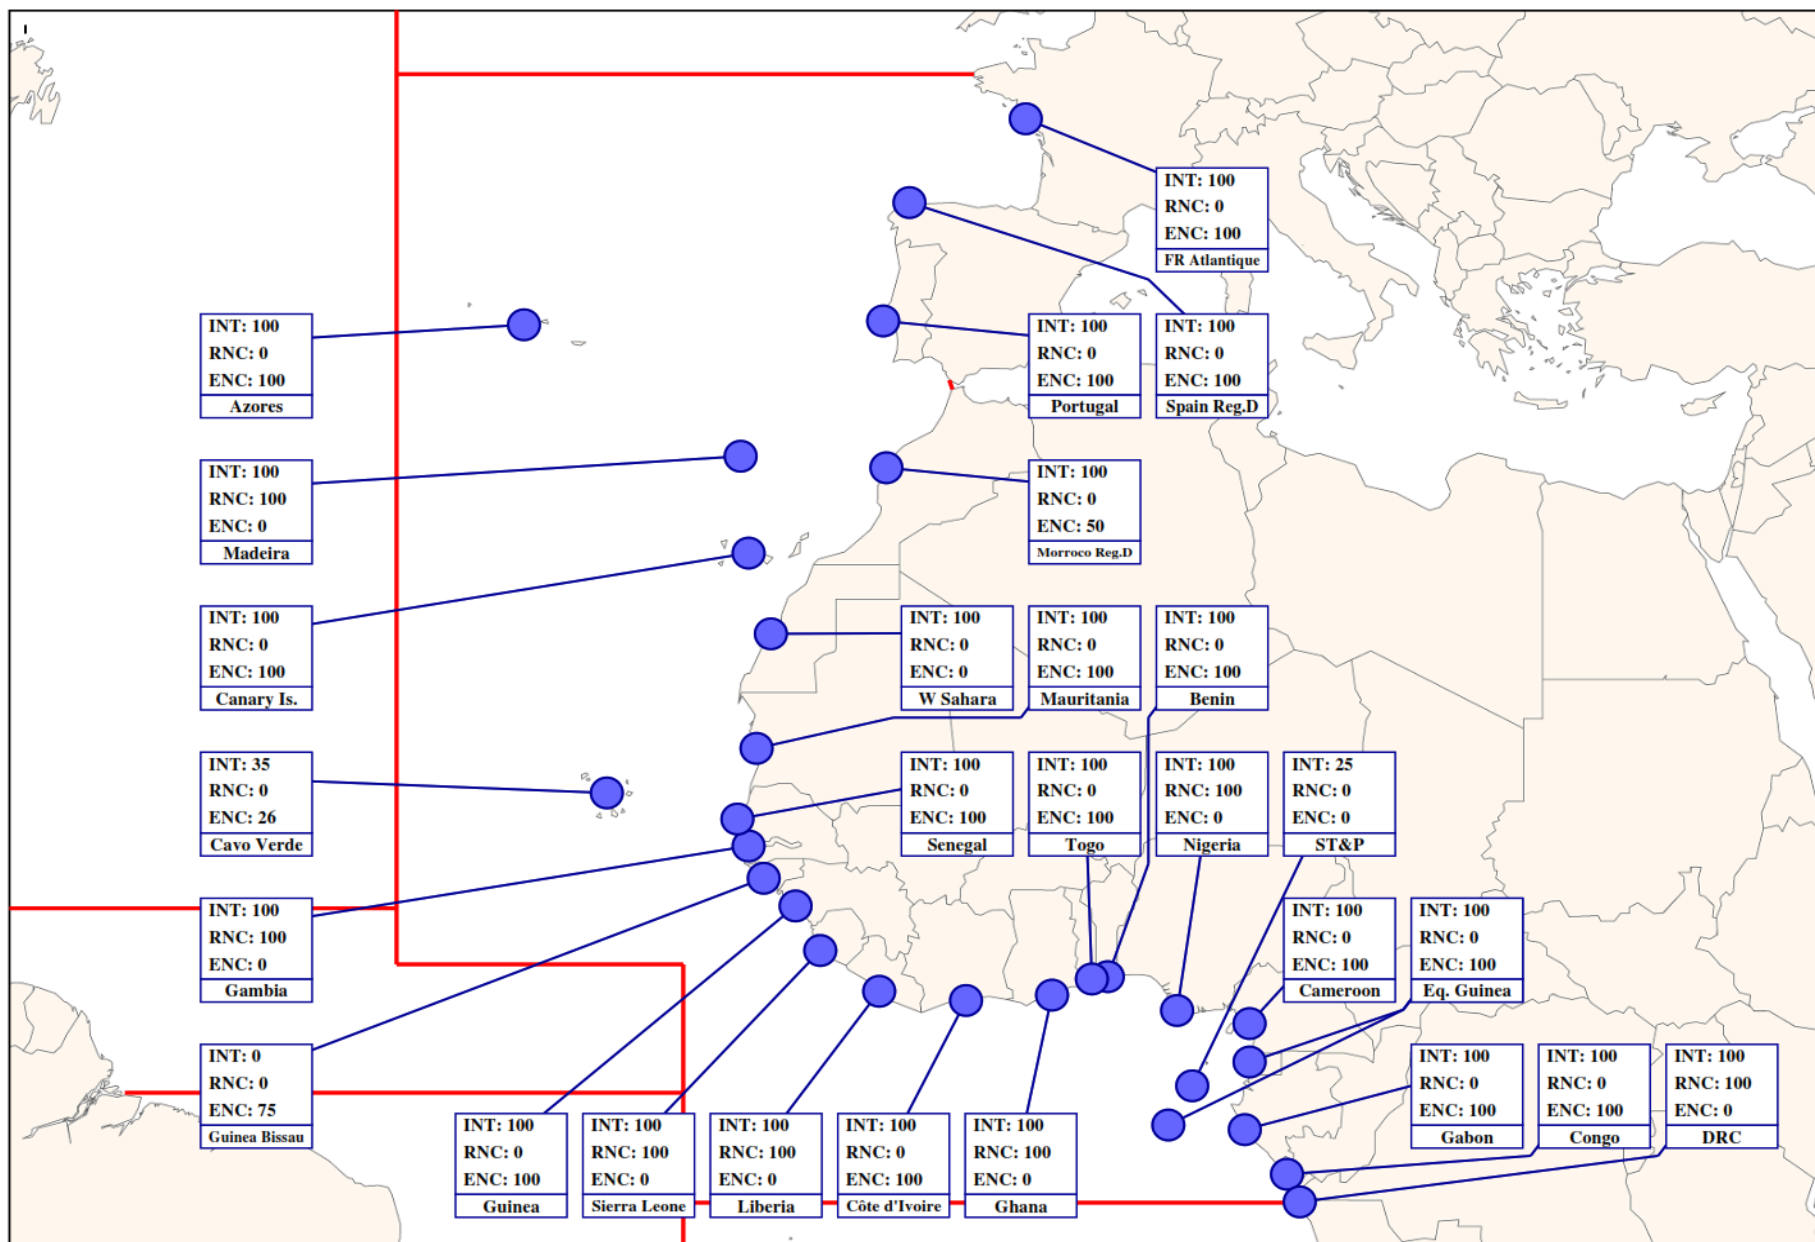 INT: 100
RNC: 0
ENC: 100
FR Atlantique
INT: 100
RNC: 0
ENC: 100
Azores
INT: 100
RNC: 0
ENC: 100
Portugal
INT: 100
RNC: 0
ENC: 100
Spain Reg.D
INT: 100
RNC: 100
ENC: 0
Madeira
INT: 100
RNC: 0
ENC: 50
Morroco Reg.D
INT: 100
RNC: 0
ENC: 100
Canary Is.
INT: 100
RNC: 0
ENC: 0
W Sahara
INT: 100
RNC: 0
ENC: 100
Mauritania
INT: 100
RNC: 0
ENC: 100
Benin
INT: 35
RNC: 0
ENC: 26
Cavo Verde
INT: 100
RNC: 0
ENC: 100
Senegal
INT: 100
RNC: 0
ENC: 100
Togo
INT: 100
RNC: 100
ENC: 0
Nigeria
INT: 25
RNC: 0
ENC: 0
ST&P
INT: 100
RNC: 100
ENC: 0
Gambia
INT: 100
RNC: 0
ENC: 100
Cameroon
INT: 100
RNC: 0
ENC: 100
Eq. Guinea
INT: 0
RNC: 0
ENC: 75
Guinea Bissau
INT: 100
RNC: 0
ENC: 100
Gabon
INT: 100
RNC: 0
ENC: 100
Congo
INT: 100
RNC: 100
ENC: 0
DRC
INT: 100
RNC: 0
ENC: 100
Guinea
INT: 100
RNC: 100
ENC: 0
Sierra Leone
INT: 100
RNC: 100
ENC: 0
Liberia
INT: 100
RNC: 0
ENC: 100
Côte d'Ivoire
INT: 100
RNC: 100
ENC: 0
Ghana